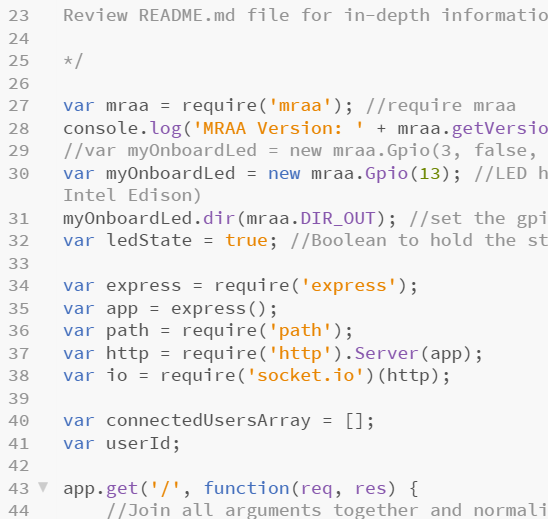 23 Review README.md file for in-depth informatio
24
25 */
26
27 var mraa = require('mraa'); //require mraa
28 console.log('MRAA Version: ' + mraa.getVersio
29 //var myOnboardLed = new mraa.Gpio(3, false,
30 var myOnboardLed = new mraa.Gpio(13); //LED h
Intel Edison)
31 myOnboardLed.dir(mraa.DIR_OUT); //set the gpi
32 var ledState = true; //Boolean to hold the st
33
34 var express = require('express');
35 var app = express();
36 var path = require('path');
37 var http = require('http').Server(app);
38 var io = require('socket.io')(http);
39
40 var connectedUsersArray = [];
41 var userId;
42
43 app.get('/', function(req, res) {
44 //Join all arguments together and normali